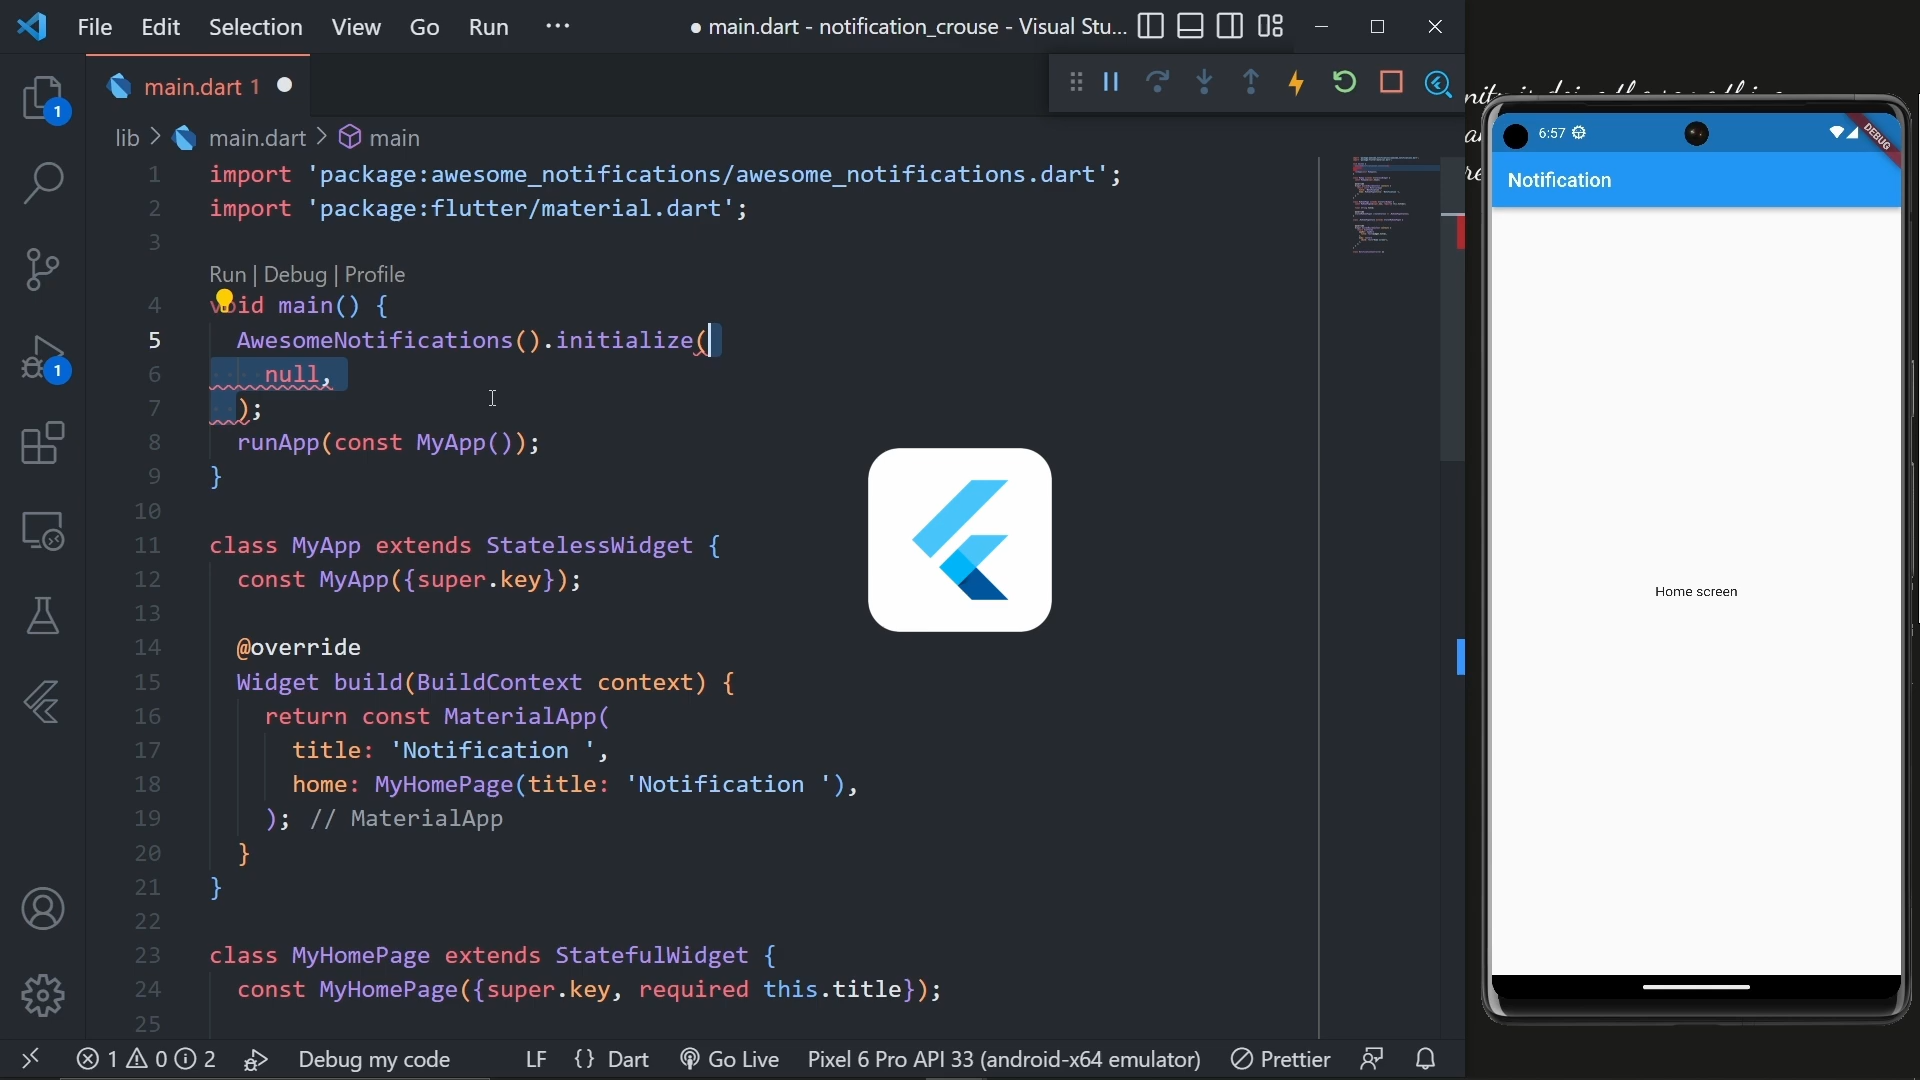 File Edit Selection View Go Run ··· ● main.dart - notification_crouse - Visual Stu...
1
main.dart 1
lib > main.dart > main
1 import 'package:awesome_notifications/awesome_notifications.dart';
2 import 'package:flutter/material.dart';
3
Run | Debug | Profile
4 void main() {
5 AwesomeNotifications().initialize(
6 null,
7 );
8 runApp(const MyApp());
9 }
10
11 class MyApp extends StatelessWidget {
12 const MyApp({super.key});
13
14 @override
15 Widget build(BuildContext context) {
16 return const MaterialApp(
17 title: 'Notification ',
18 home: MyHomePage(title: 'Notification '),
19 ); // MaterialApp
20 }
21 }
22
23 class MyHomePage extends StatefulWidget {
24 const MyHomePage({super.key, required this.title});
25
1
1 0 2 Debug my code LF {} Dart Go Live Pixel 6 Pro API 33 (android-x64 emulator) Prettier
6:57
DEBUG
Notification
Home screen